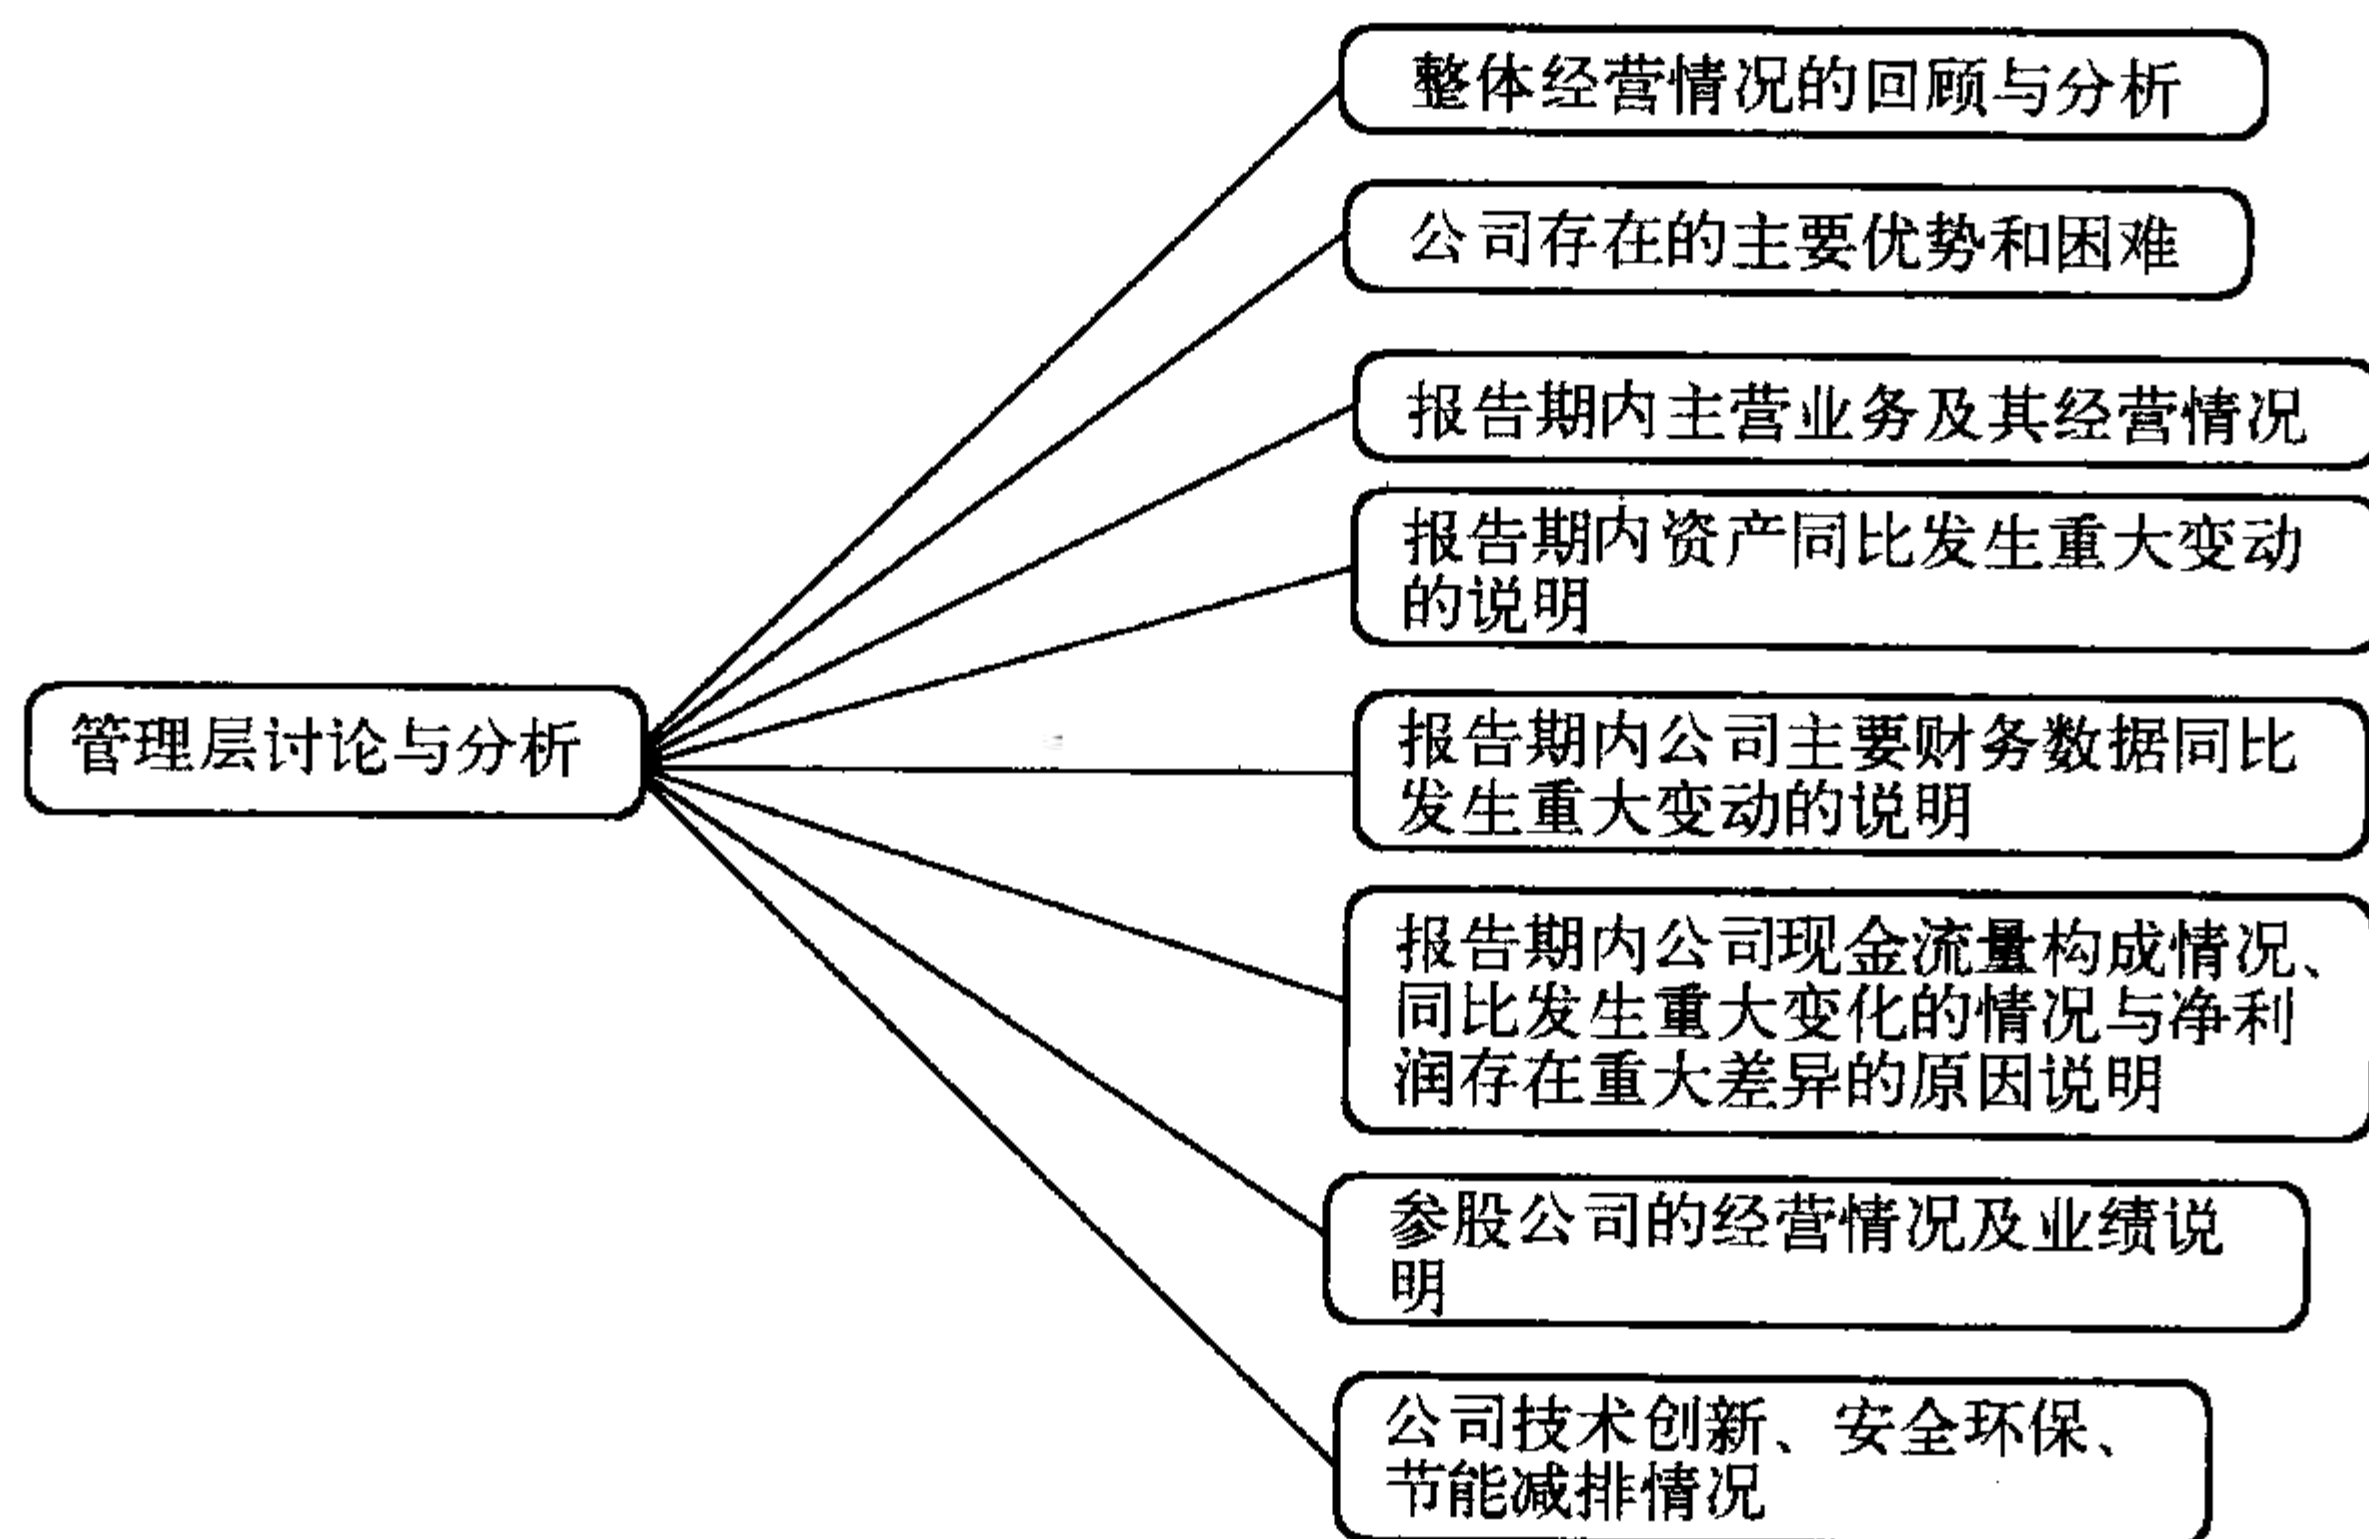 整体经营情况的回顾与分析
公司存在的主要优势和困难
报告期内主营业务及其经营情况
报告期内资产同比发生重大变动
的说明
管理层讨论与分析
报告期内公司主要财务数据同比
发生重大变动的说明
报告期内公司现金流量构成情况、
同比发生重大变化的情况与净利
润存在重大差异的原因说明
参股公司的经营情况及业绩说
明
公司技术创新、安全环保、
节能减排情况